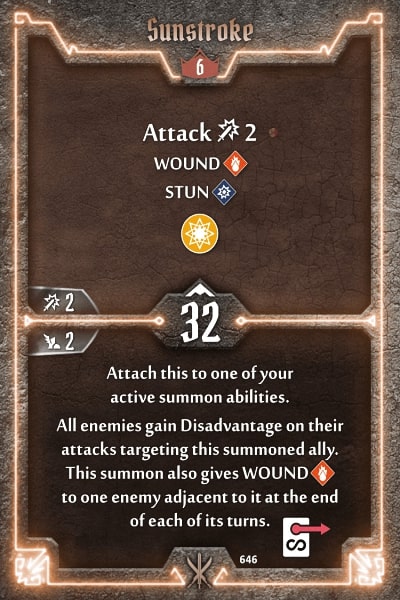 Sunstroke
6
Attack 2
WOUND
STUN
2
32
2
Attach this to one of your
active summon abilities.
All enemies gain Disadvantage on their
attacks targeting this summoned ally.
This summon also gives WOUND
to one enemy adjacent to it at the end
of each of its turns.
S
646